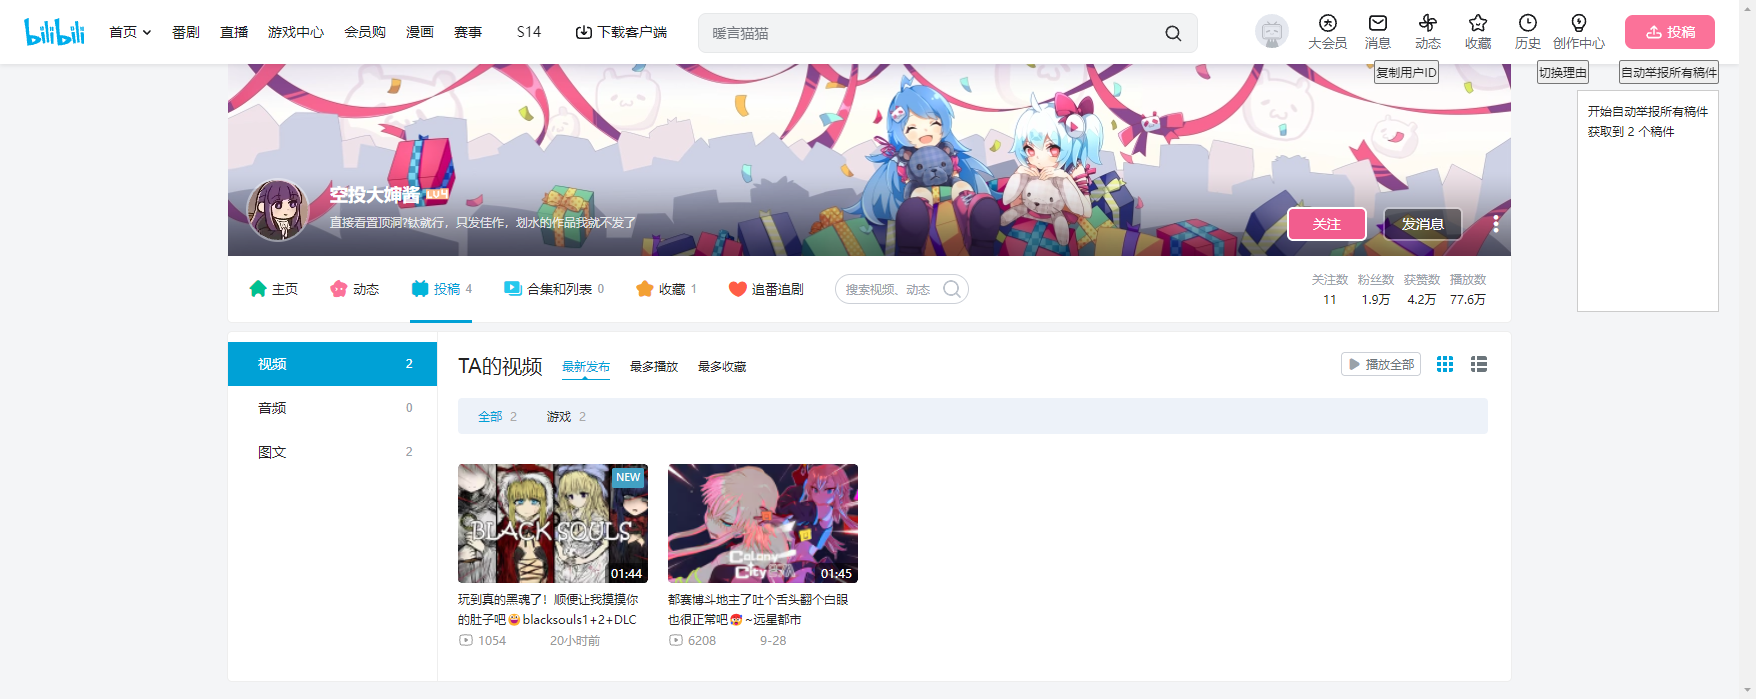 bilibili
首页
番剧
直播
游戏中心
会员购
漫画
赛事
S14
下载客户端
暖言猫猫
大会员
消息
动态
收藏
历史
创作中心
投稿
复制用户ID
切换理由
自动举报所有稿件
开始自动举报所有稿件
获取到 2 个稿件
空投大婶酱 LV4
直接看置顶洞?钛就行，只发佳作，划水的作品我就不发了
关注
发消息
主页
动态
投稿 4
合集和列表 0
收藏 1
追番追剧
搜索视频、动态
关注数 粉丝数 获赞数 播放数
11 1.9万 4.2万 77.6万
视频 2
音频 0
图文 2
TA的视频
最新发布
最多播放
最多收藏
播放全部
全部 2
游戏 2
NEW
BLACK SOULS
01:44
Colony
City
01:45
玩到真的黑魂了！顺便让我摸摸你
的肚子吧😀blacksouls1+2+DLC
1054 20小时前
都赛博斗地主了吐个舌头翻个白眼
也很正常吧🥵~远星都市
6208 9-28